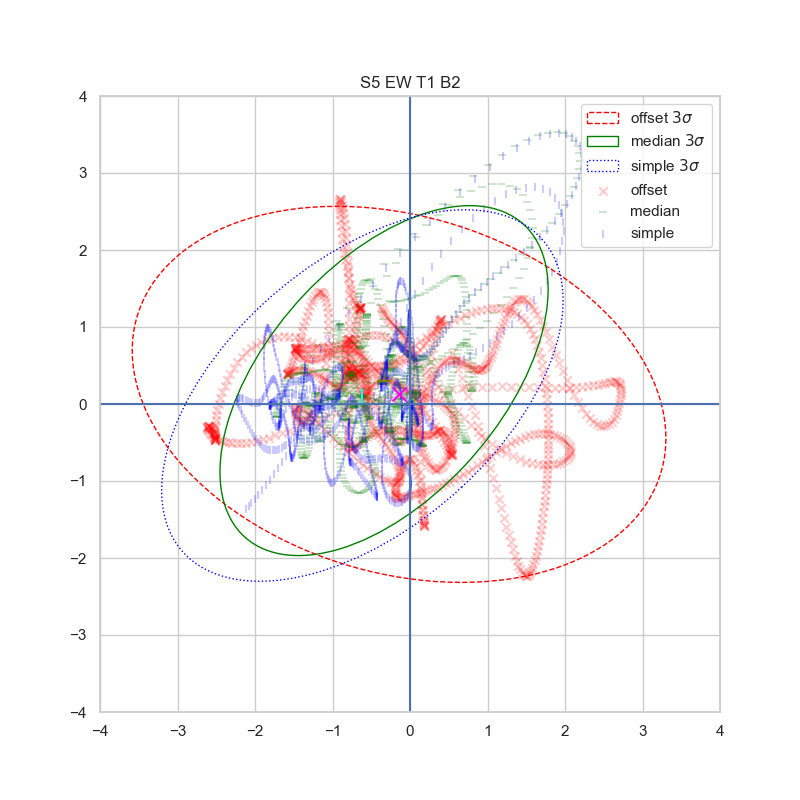 S5 EW T1 B2
offset 3σ
median 3σ
simple 3σ
offset
median
simple
4
3
2
1
0
−1
−2
−3
−4
−4 −3 −2 −1 0 1 2 3 4